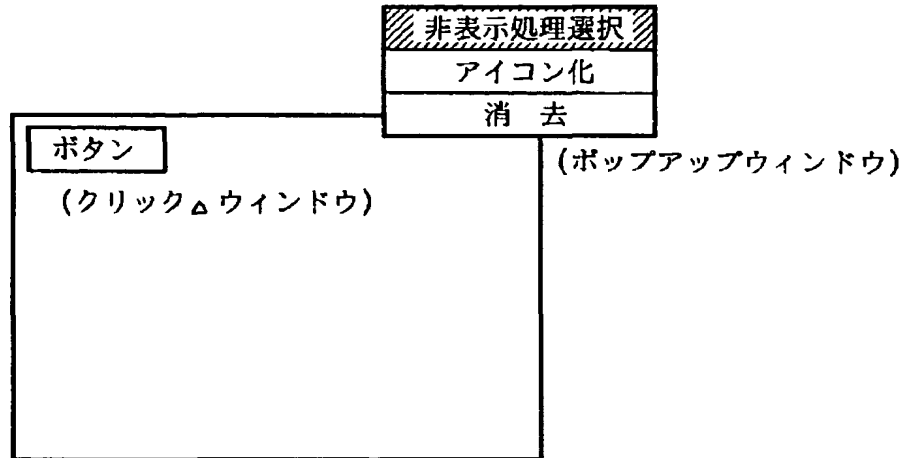 非表示処理選択
アイコン化
消 去
ボタン
(ポップアップウィンドウ)
(クリック△ウィンドウ)